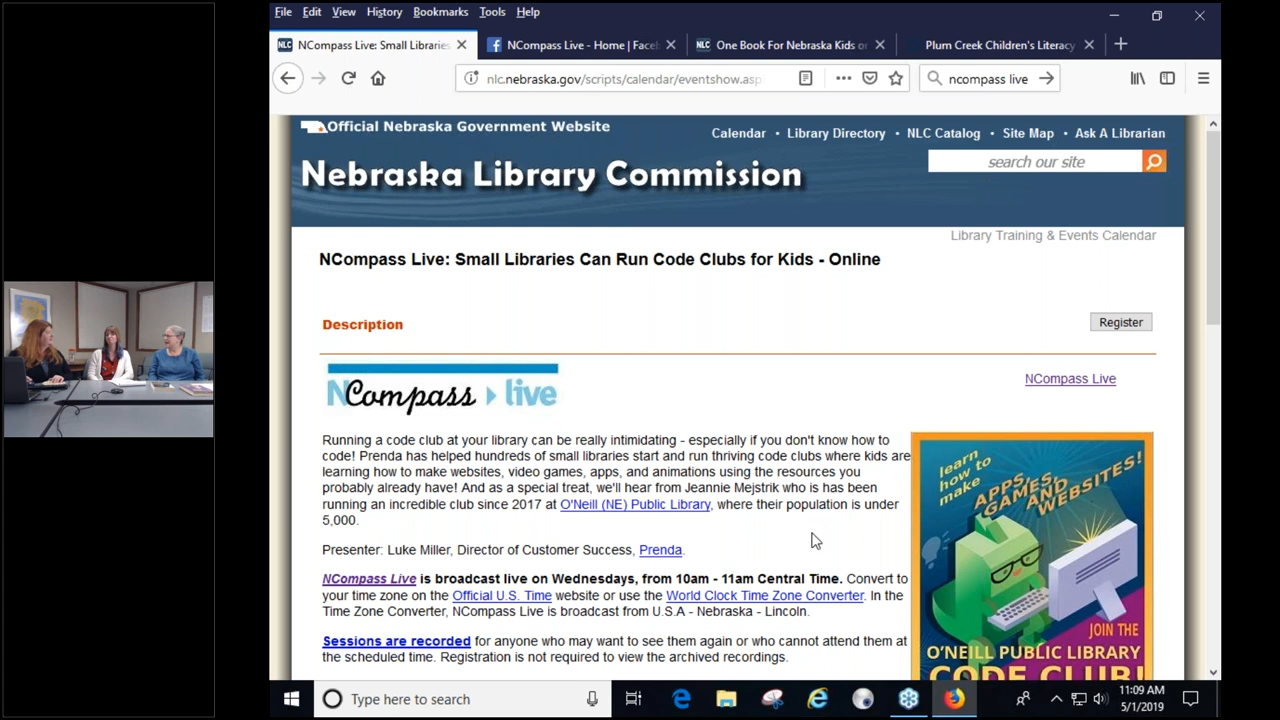 File Edit View History Bookmarks Tools Help
NLC NCompass Live: Small Libraries
NCompass Live - Home | Face
NLC One Book For Nebraska Kids or
Plum Creek Children's Literacy
nlc.nebraska.gov/scripts/calendar/eventshow.asp
ncompass live
Official Nebraska Government Website
Calendar • Library Directory • NLC Catalog • Site Map • Ask A Librarian
Nebraska Library Commission
search our site
Library Training & Events Calendar
NCompass Live: Small Libraries Can Run Code Clubs for Kids - Online
Description
Register
NCompass live
NCompass Live
Running a code club at your library can be really intimidating - especially if you don't know how to
code! Prenda has helped hundreds of small libraries start and run thriving code clubs where kids are
learning how to make websites, video games, apps, and animations using the resources you
probably already have! And as a special treat, we'll hear from Jeannie Mejstrik who is has been
running an incredible club since 2017 at O'Neill (NE) Public Library, where their population is under
5,000.
Presenter: Luke Miller, Director of Customer Success, Prenda.
NCompass Live is broadcast live on Wednesdays, from 10am - 11am Central Time. Convert to
your time zone on the Official U.S. Time website or use the World Clock Time Zone Converter. In the
Time Zone Converter, NCompass Live is broadcast from U.S.A - Nebraska - Lincoln.
Sessions are recorded for anyone who may want to see them again or who cannot attend them at
the scheduled time. Registration is not required to view the archived recordings.
learn
how to
make
APPS,
GAMES,
AND
WEBSITES!
JOIN THE
O'NEILL PUBLIC LIBRARY
CODE CLUB!
Type here to search
11:09 AM
5/1/2019